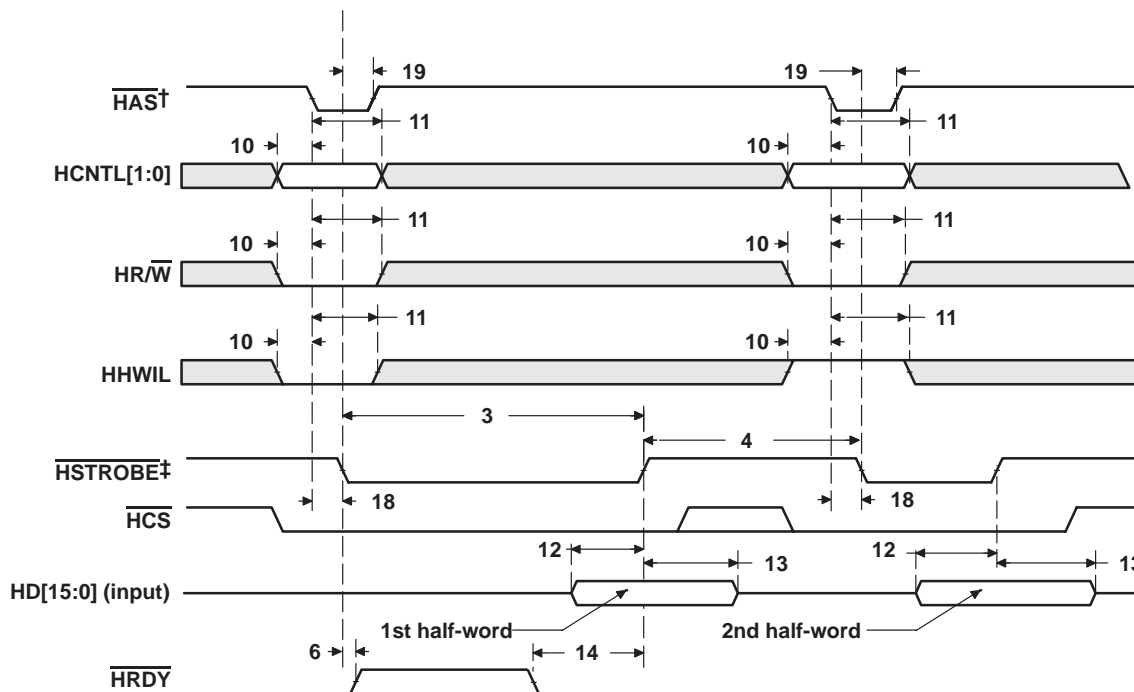 19 19
HAS†
11 11
10 10
HCNTL[1:0]
11 11
10 10
HR/W
11 11
10 10
HHWIL
3
4
HSTROBE‡
18 18
HCS
12 12
13 13
HD[15:0] (input)
1st half-word 2nd half-word
6 14
HRDY